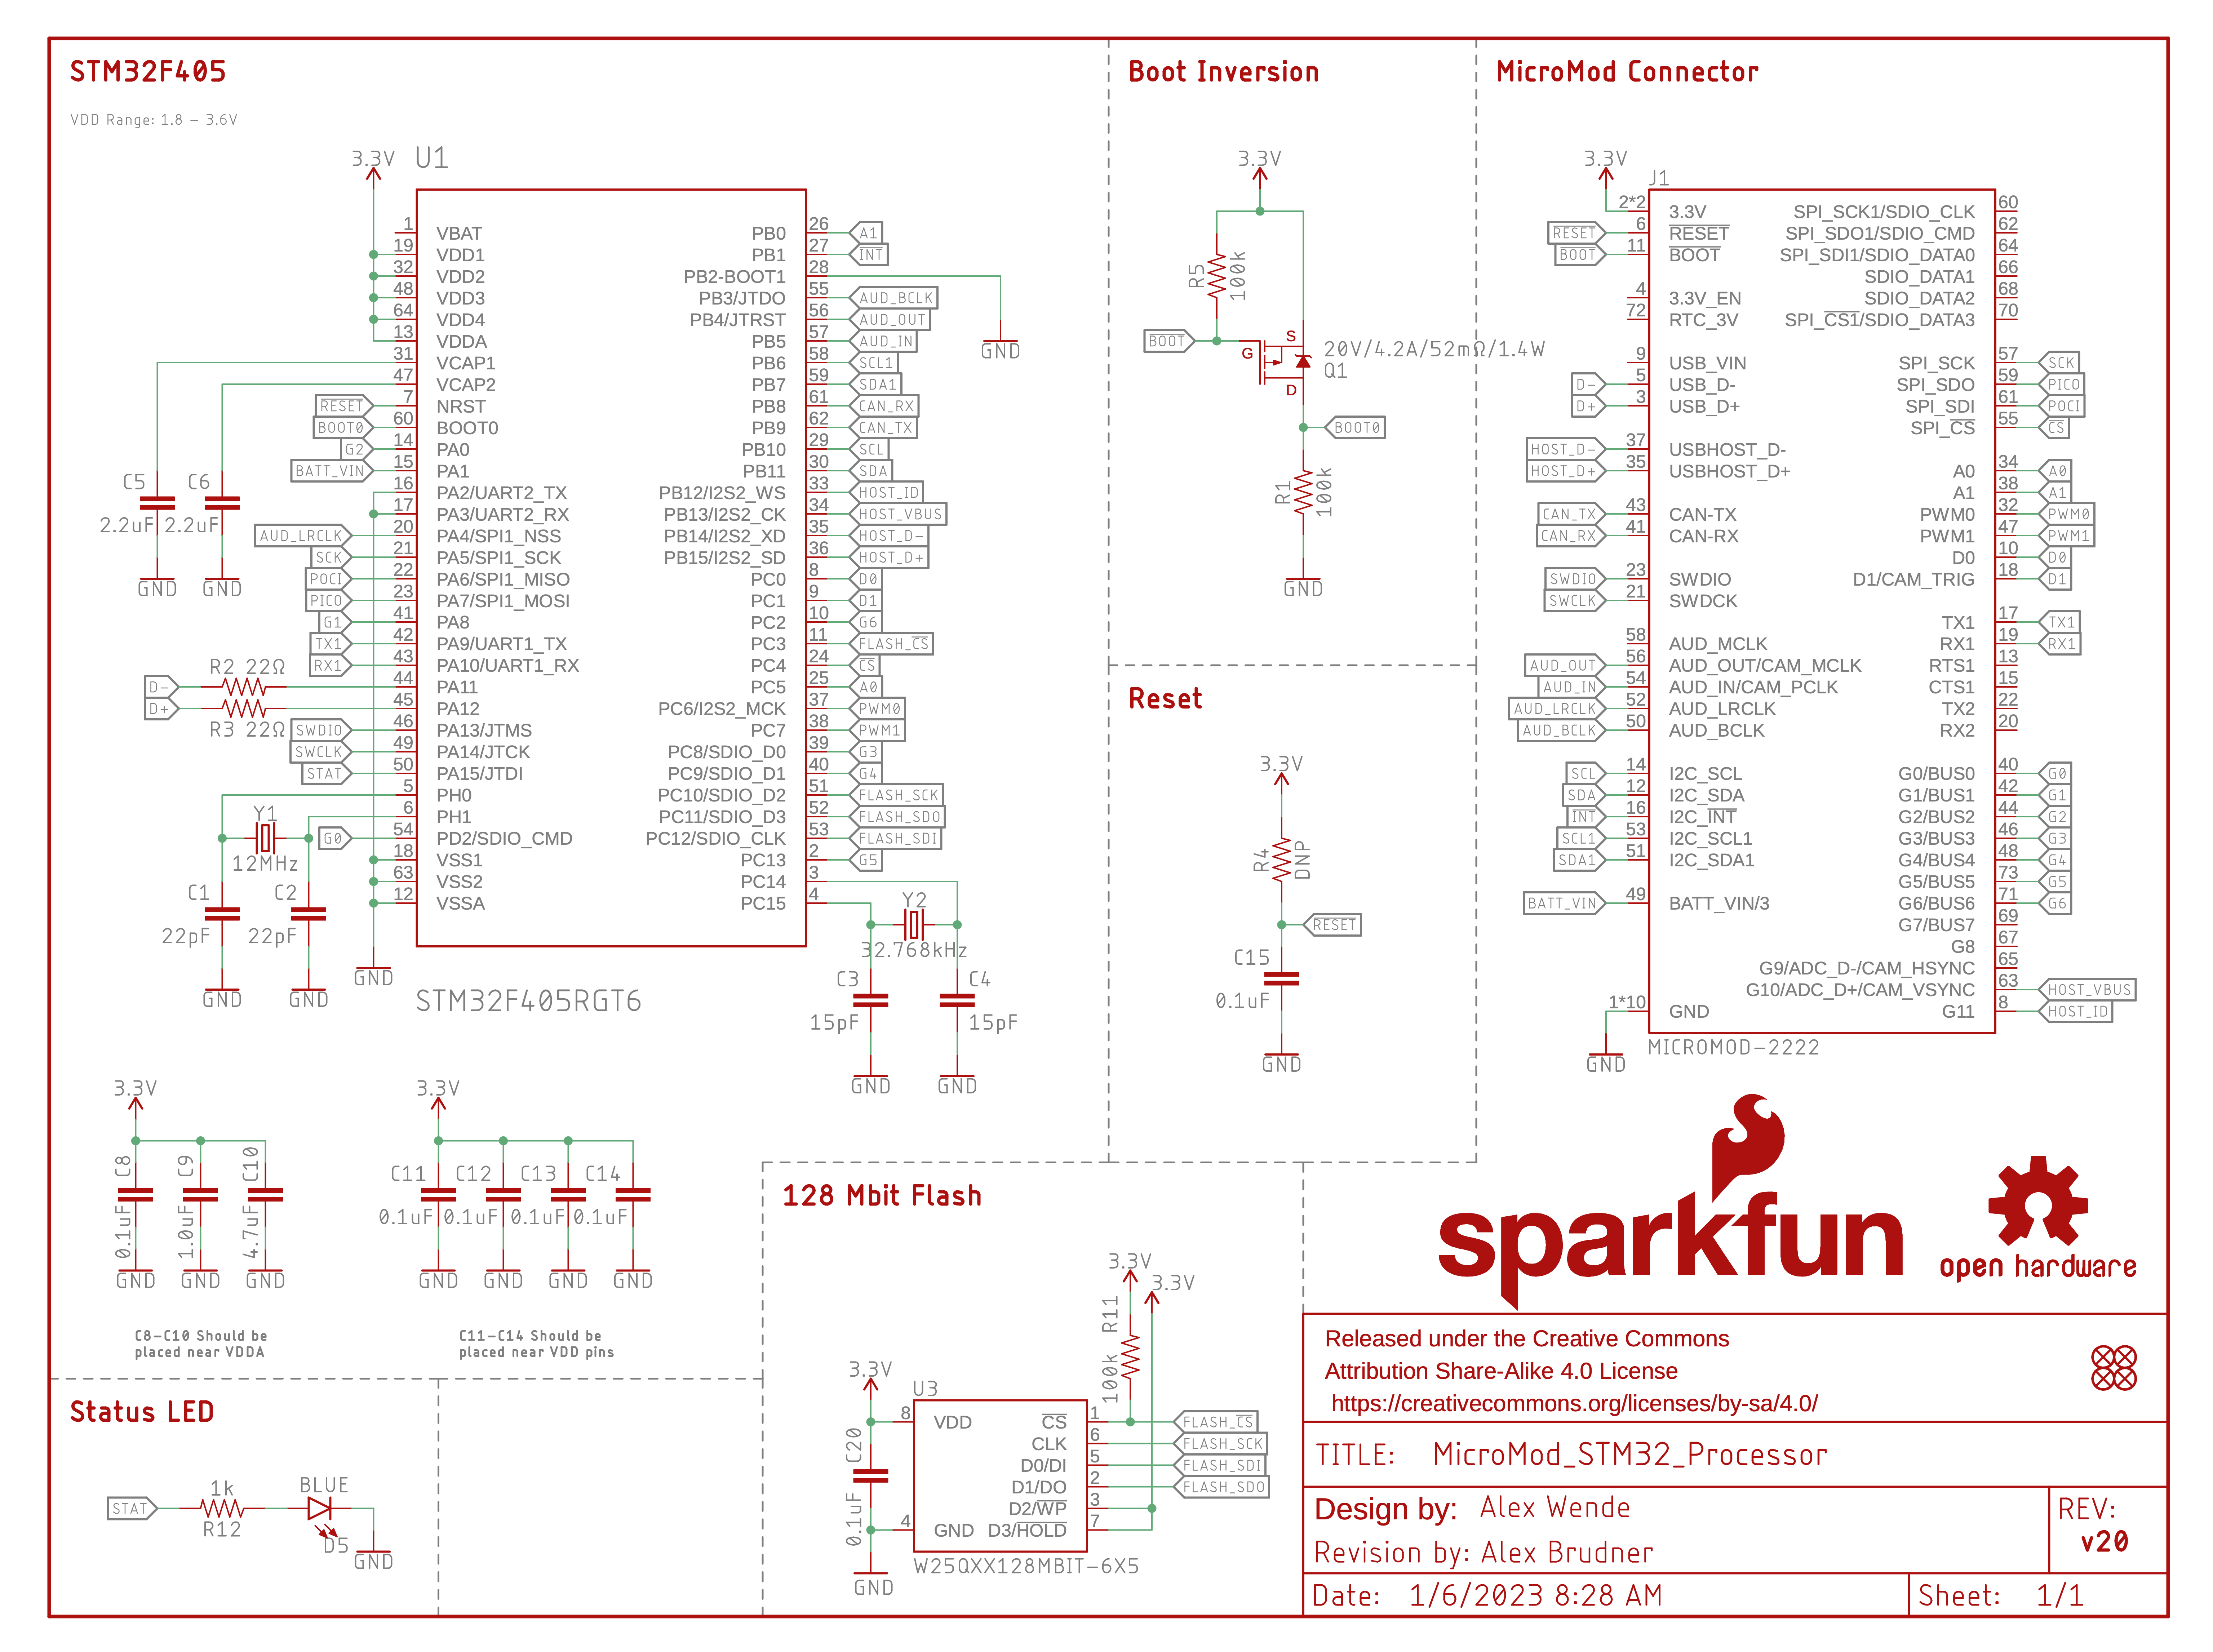 STM32F405
VDD Range: 1.8 – 3.6V
3.3V
U1
1 VBAT
19 VDD1
32 VDD2
48 VDD3
64 VDD4
13 VDDA
31 VCAP1
47 VCAP2
RESET 7 NRST
BOOT0 60 BOOT0
G2 14 PA0
BATT_VIN 15 PA1
16 PA2/UART2_TX
17 PA3/UART2_RX
AUD_LRCLK 20 PA4/SPI1_NSS
SCK 21 PA5/SPI1_SCK
POCI 22 PA6/SPI1_MISO
PICO 23 PA7/SPI1_MOSI
G1 41 PA8
TX1 42 PA9/UART1_TX
RX1 43 PA10/UART1_RX
D- R2 22Ω 44 PA11
D+ R3 22Ω 45 PA12
SWDIO 46 PA13/JTMS
SWCLK 49 PA14/JTCK
STAT 50 PA15/JTDI
5 PH0
6 PH1
G0 54 PD2/SDIO_CMD
18 VSS1
63 VSS2
12 VSSA
PB0 26 A1
PB1 27 INT
PB2-BOOT1 28
PB3/JTDO 55 AUD_BCLK
PB4/JTRST 56 AUD_OUT
PB5 57 AUD_IN
PB6 58 SCL1
PB7 59 SDA1
PB8 61 CAN_RX
PB9 62 CAN_TX
PB10 29 SCL
PB11 30 SDA
PB12/I2S2_WS 33 HOST_ID
PB13/I2S2_CK 34 HOST_VBUS
PB14/I2S2_XD 35 HOST_D-
PB15/I2S2_SD 36 HOST_D+
PC0 8 D0
PC1 9 D1
PC2 10 G6
PC3 11 FLASH_CS
PC4 24 CS
PC5 25 A0
PC6/I2S2_MCK 37 PWM0
PC7 38 PWM1
PC8/SDIO_D0 39 G3
PC9/SDIO_D1 40 G4
PC10/SDIO_D2 51 FLASH_SCK
PC11/SDIO_D3 52 FLASH_SDO
PC12/SDIO_CLK 53 FLASH_SDI
PC13 2 G5
PC14 3
PC15 4
GND
C5 C6
2.2uF 2.2uF
GND GND
Y1
12MHz
C1 C2
22pF 22pF
GND GND GND
STM32F405RGT6
Y2
32.768kHz
C3 C4
15pF 15pF
GND GND
3.3V
C8 C9 C10
0.1uF 1.0uF 4.7uF
GND GND GND
C8-C10 Should be
placed near VDDA
3.3V
C11 C12 C13 C14
0.1uF 0.1uF 0.1uF 0.1uF
GND GND GND GND
C11-C14 Should be
placed near VDD pins
Status LED
STAT 1k BLUE
R12 D5 GND
Boot Inversion
3.3V
R5 100k
BOOT G S D
20V/4.2A/52mΩ/1.4W
Q1
BOOT0
R1 100k
GND
Reset
3.3V
R4 DNP
RESET
C15
0.1uF
GND
128 Mbit Flash
3.3V
3.3V
R11 100k
3.3V
U3
C20 0.1uF
8 VDD
4 GND
CS 1 FLASH_CS
CLK 6 FLASH_SCK
D0/DI 5 FLASH_SDI
D1/DO 2 FLASH_SDO
D2/WP 3
D3/HOLD 7
W25QXX128MBIT-6X5
GND
MicroMod Connector
3.3V
J1
2*2 3.3V
RESET 6 RESET
BOOT 11 BOOT
4 3.3V_EN
72 RTC_3V
9 USB_VIN
D- 5 USB_D-
D+ 3 USB_D+
HOST_D- 37 USBHOST_D-
HOST_D+ 35 USBHOST_D+
CAN_TX 43 CAN-TX
CAN_RX 41 CAN-RX
SWDIO 23 SWDIO
SWCLK 21 SWDCK
58 AUD_MCLK
AUD_OUT 56 AUD_OUT/CAM_MCLK
AUD_IN 54 AUD_IN/CAM_PCLK
AUD_LRCLK 52 AUD_LRCLK
AUD_BCLK 50 AUD_BCLK
SCL 14 I2C_SCL
SDA 12 I2C_SDA
INT 16 I2C_INT
SCL1 53 I2C_SCL1
SDA1 51 I2C_SDA1
BATT_VIN 49 BATT_VIN/3
1*10 GND
GND
SPI_SCK1/SDIO_CLK 60
SPI_SDO1/SDIO_CMD 62
SPI_SDI1/SDIO_DATA0 64
SDIO_DATA1 66
SDIO_DATA2 68
SPI_CS1/SDIO_DATA3 70
SPI_SCK 57 SCK
SPI_SDO 59 PICO
SPI_SDI 61 POCI
SPI_CS 55 CS
A0 34 A0
A1 38 A1
PWM0 32 PWM0
PWM1 47 PWM1
D0 10 D0
D1/CAM_TRIG 18 D1
TX1 17 TX1
RX1 19 RX1
RTS1 13
CTS1 15
TX2 22
RX2 20
G0/BUS0 40 G0
G1/BUS1 42 G1
G2/BUS2 44 G2
G3/BUS3 46 G3
G4/BUS4 48 G4
G5/BUS5 73 G5
G6/BUS6 71 G6
G7/BUS7 69
G8 67
G9/ADC_D-/CAM_HSYNC 65
G10/ADC_D+/CAM_VSYNC 63 HOST_VBUS
G11 8 HOST_ID
MICROMOD-2222
sparkfun
open hardware
Released under the Creative Commons
Attribution Share-Alike 4.0 License
https://creativecommons.org/licenses/by-sa/4.0/
TITLE: MicroMod_STM32_Processor
Design by: Alex Wende
REV:
v20
Revision by: Alex Brudner
Date: 1/6/2023 8:28 AM
Sheet: 1/1